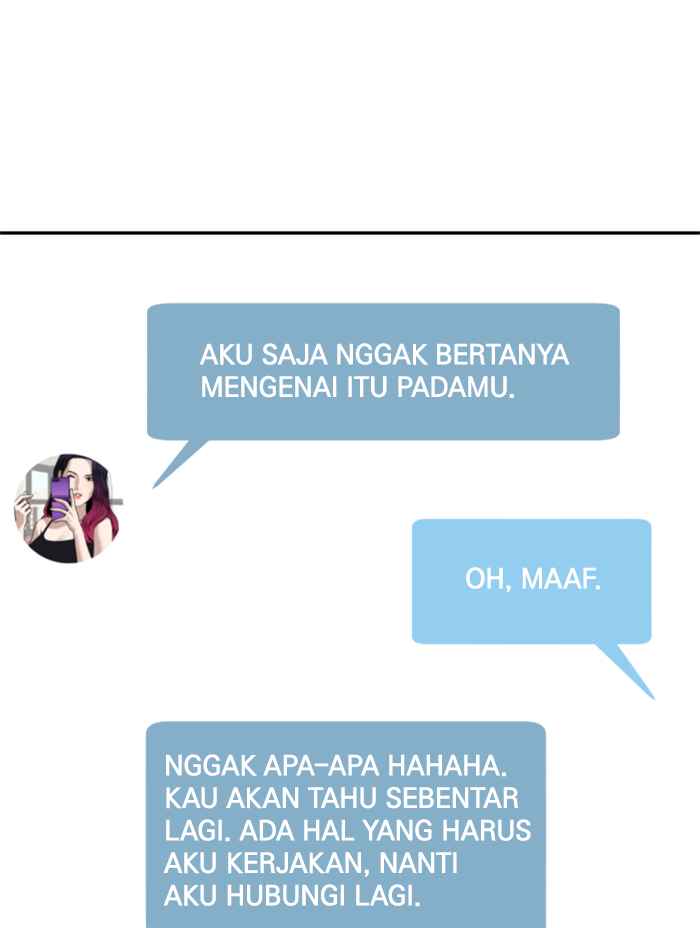 AKU SAJA NGGAK BERTANYA
MENGENAI ITU PADAMU.
OH, MAAF.
NGGAK APA-APA HAHAHA.
KAU AKAN TAHU SEBENTAR
LAGI. ADA HAL YANG HARUS
AKU KERJAKAN, NANTI
AKU HUBUNGI LAGI.